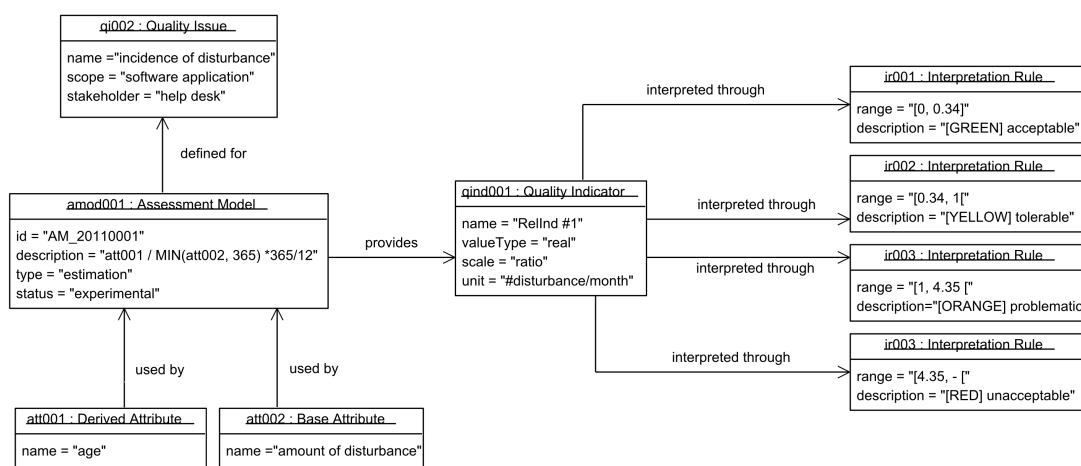 qi002 : Quality Issue
name ="incidence of disturbance"
scope = "software application"
stakeholder = "help desk"
defined for
amod001 : Assessment Model
id = "AM_20110001"
description = "att001 / MIN(att002, 365) *365/12"
type = "estimation"
status = "experimental"
used by
used by
att001 : Derived Attribute
name = "age"
att002 : Base Attribute
name ="amount of disturbance"
provides
qind001 : Quality Indicator
name = "RelInd #1"
valueType = "real"
scale = "ratio"
unit = "#disturbance/month"
interpreted through
interpreted through
interpreted through
interpreted through
ir001 : Interpretation Rule
range = "[0, 0.34]"
description = "[GREEN] acceptable"
ir002 : Interpretation Rule
range = "[0.34, 1["
description = "[YELLOW] tolerable"
ir003 : Interpretation Rule
range = "[1, 4.35 ["
description="[ORANGE] problematic
ir003 : Interpretation Rule
range = "[4.35, - ["
description = "[RED] unacceptable"